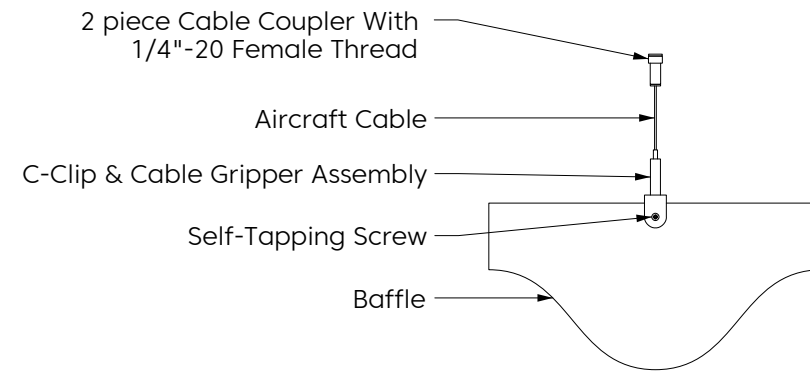 2 piece Cable Coupler With
1/4"-20 Female Thread
Aircraft Cable
C-Clip & Cable Gripper Assembly
Self-Tapping Screw
Baffle